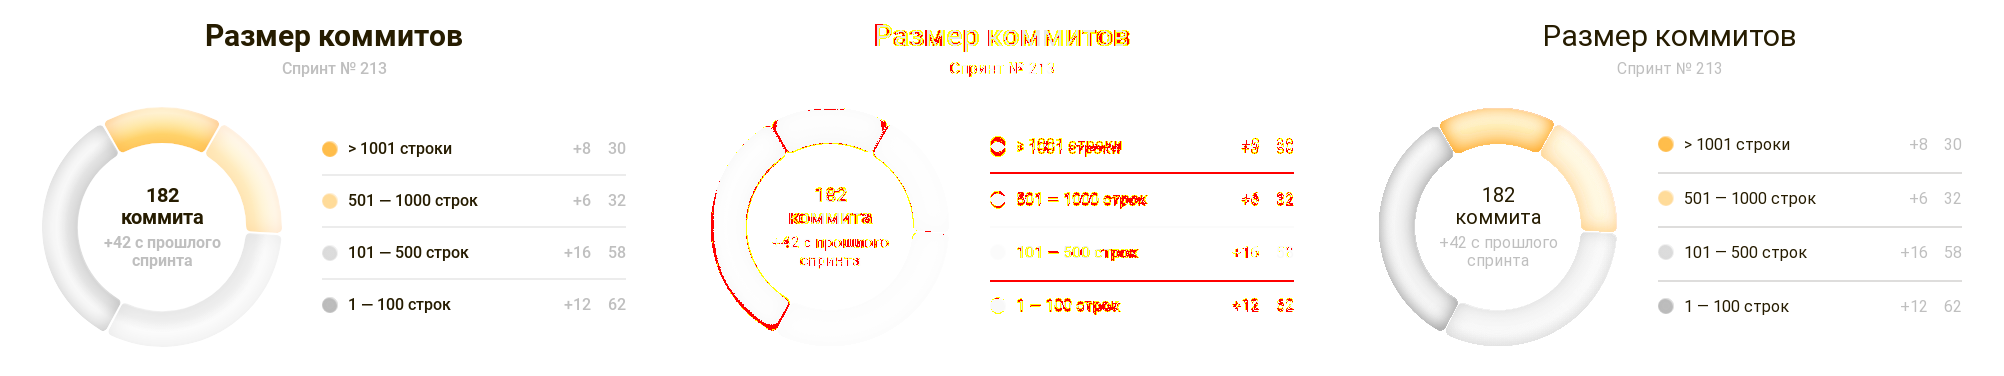 Размер коммитов
Спринт № 213
182
коммита
+42 с прошлого
спринта
> 1001 строки +8 30
501 — 1000 строк +6 32
101 — 500 строк +16 58
1 — 100 строк +12 62
Размер коммитов
Спринт № 213
182
коммита
+42 с прошлого
спринта
> 1001 строки +8 30
501 — 1000 строк +6 32
101 — 500 строк +16 58
1 — 100 строк +12 62
Размер коммитов
Спринт № 213
182
коммита
+42 с прошлого
спринта
> 1001 строки +8 30
501 — 1000 строк +6 32
101 — 500 строк +16 58
1 — 100 строк +12 62